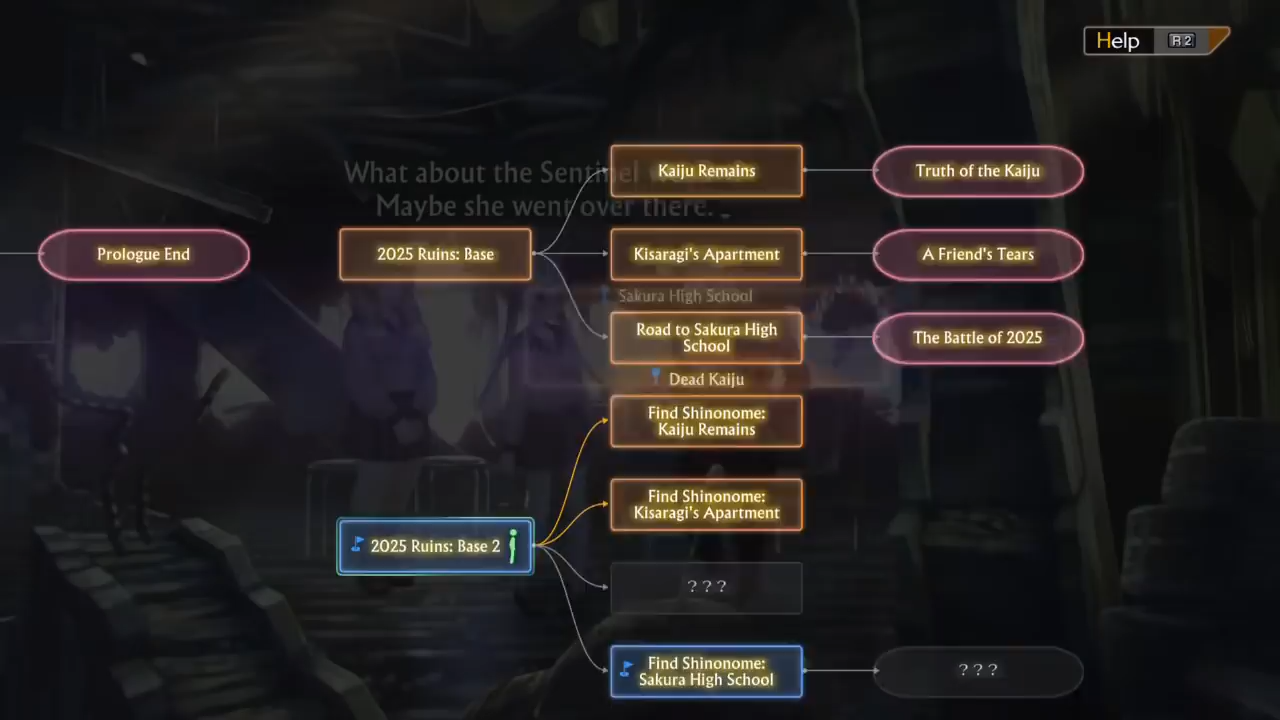 Help R2
What about the Sentinel
Maybe she went over there.
Kaiju Remains
Truth of the Kaiju
Prologue End
2025 Ruins: Base
Kisaragi's Apartment
A Friend's Tears
Sakura High School
Road to Sakura High
School
The Battle of 2025
Dead Kaiju
Find Shinonome:
Kaiju Remains
Find Shinonome:
Kisaragi's Apartment
2025 Ruins: Base 2
? ? ?
Find Shinonome:
Sakura High School
? ? ?